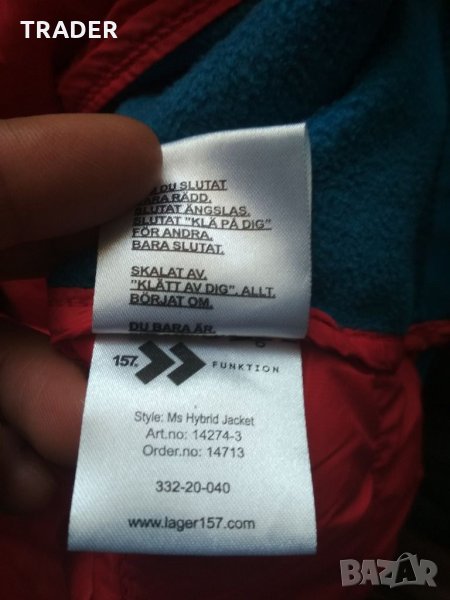 TRADER
DU SLUTAT
BARA RÄDD.
SLUTAT ÄNGSLAS.
SLUTAT "KLÄ PÅ DIG"
FÖR ANDRA.
BARA SLUTAT.
SKALAT AV.
"KLÄTT AV DIG". ALLT.
BÖRJAT OM.
DU BARA ÄR.
157 FUNKTION
Style: Ms Hybrid Jacket
Art.no: 14274-3
Order.no: 14713
332-20-040
www.lager157.com
BAZAR